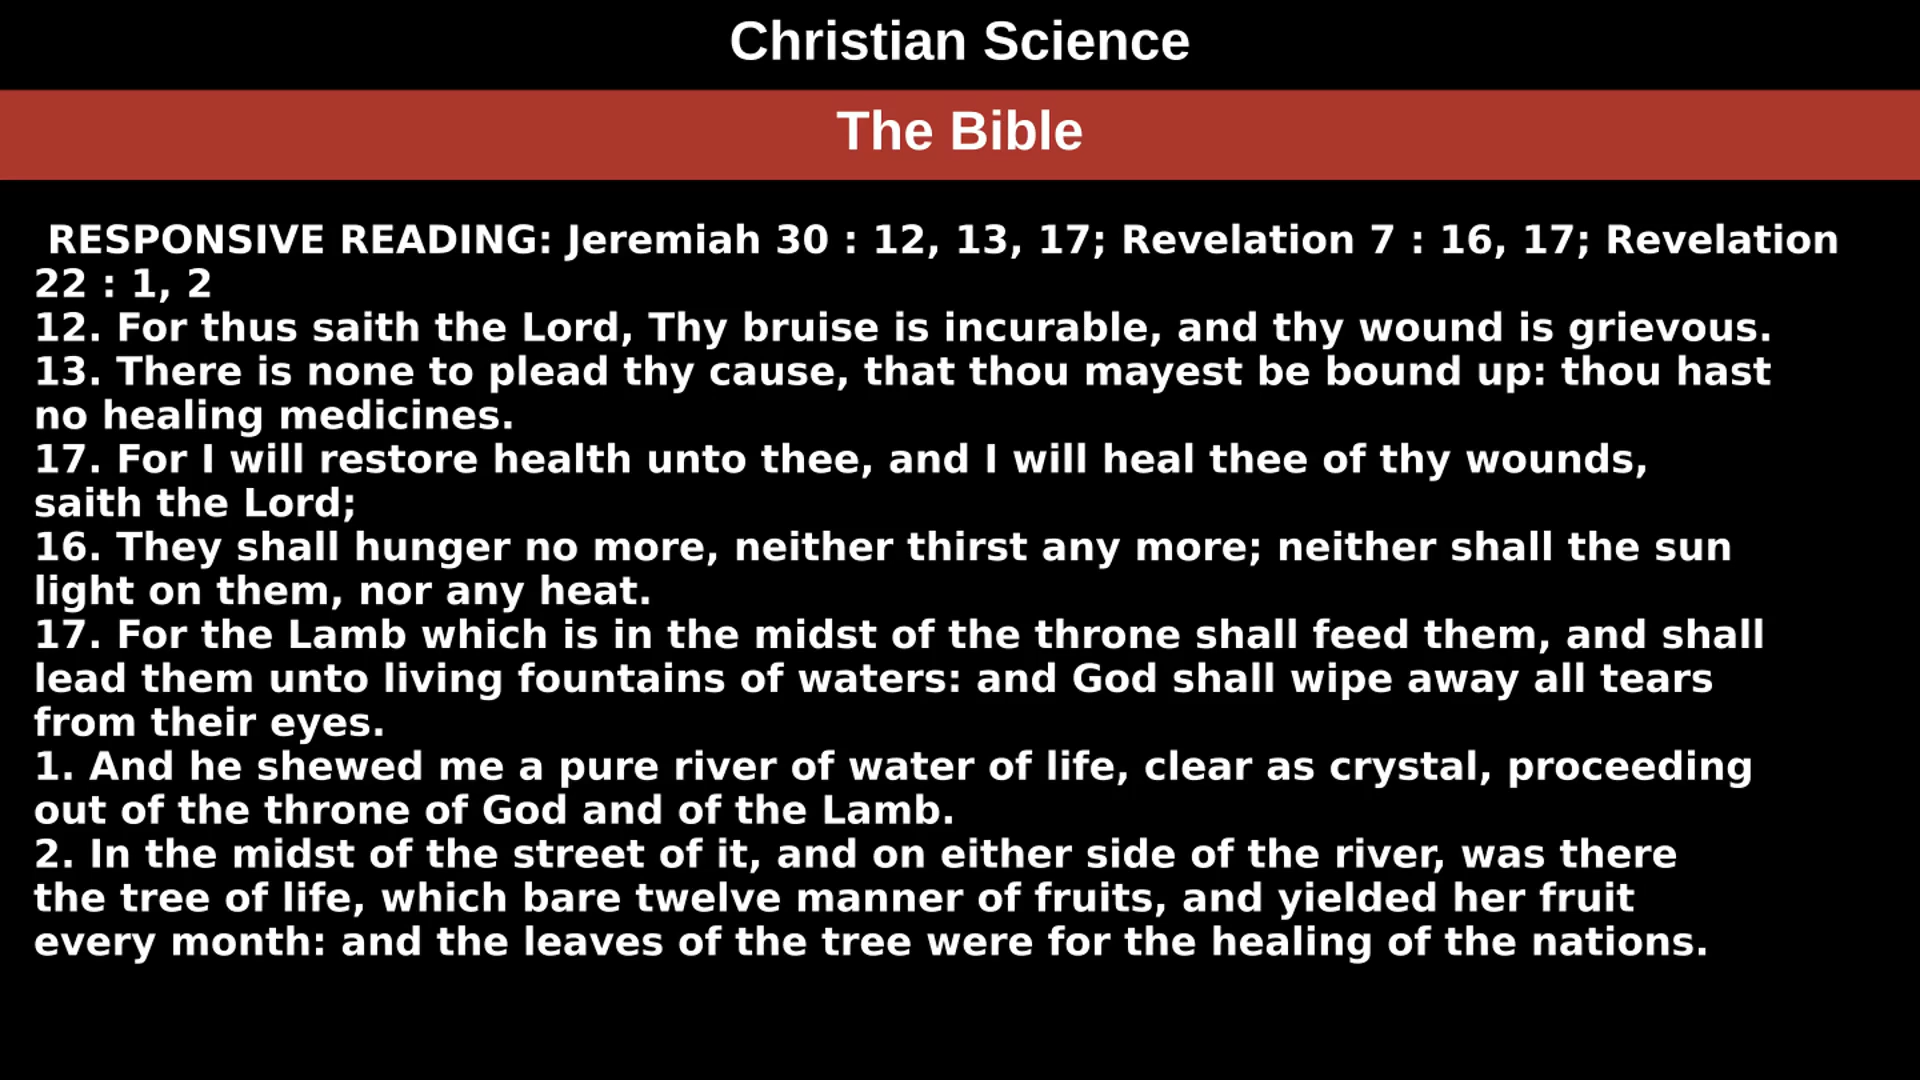 Christian Science
The Bible
RESPONSIVE READING: Jeremiah 30 : 12, 13, 17; Revelation 7 : 16, 17; Revelation
22 : 1, 2
12. For thus saith the Lord, Thy bruise is incurable, and thy wound is grievous.
13. There is none to plead thy cause, that thou mayest be bound up: thou hast
no healing medicines.
17. For I will restore health unto thee, and I will heal thee of thy wounds,
saith the Lord;
16. They shall hunger no more, neither thirst any more; neither shall the sun
light on them, nor any heat.
17. For the Lamb which is in the midst of the throne shall feed them, and shall
lead them unto living fountains of waters: and God shall wipe away all tears
from their eyes.
1. And he shewed me a pure river of water of life, clear as crystal, proceeding
out of the throne of God and of the Lamb.
2. In the midst of the street of it, and on either side of the river, was there
the tree of life, which bare twelve manner of fruits, and yielded her fruit
every month: and the leaves of the tree were for the healing of the nations.